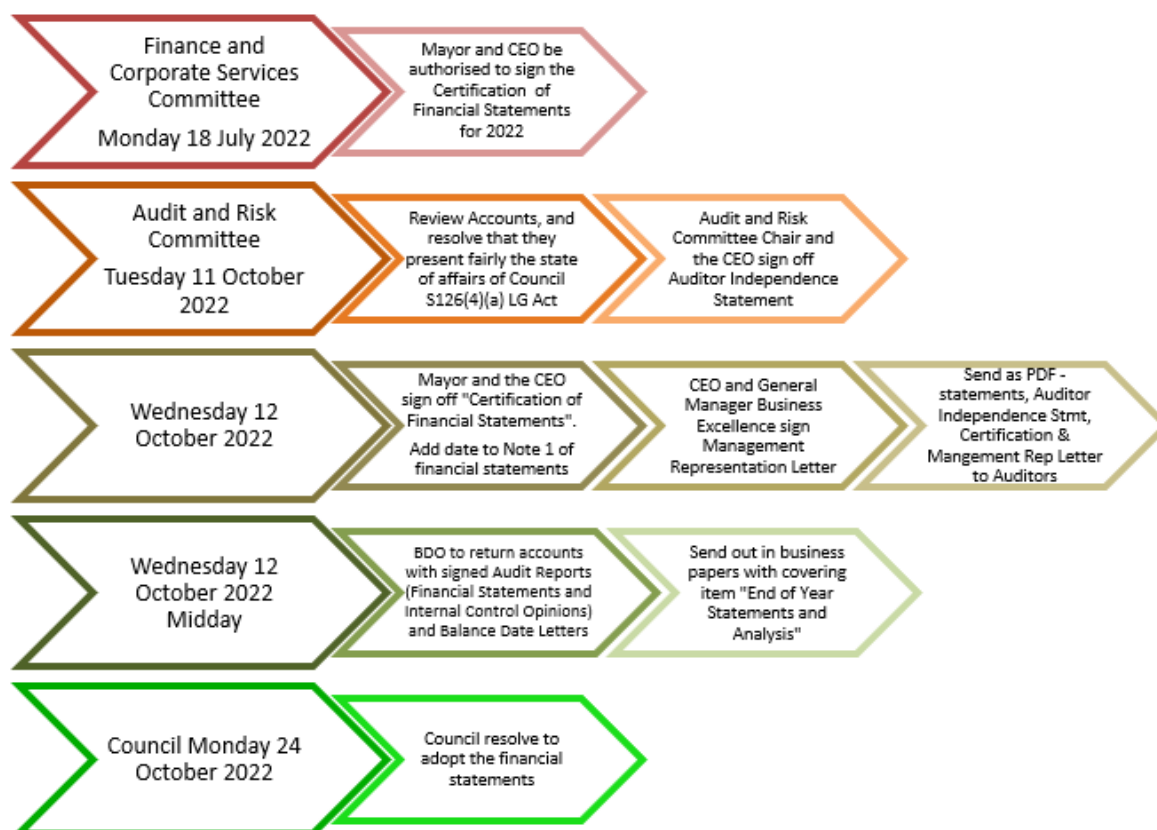 Finance and
Corporate Services
Committee
Monday 18 July 2022
Mayor and CEO be
authorised to sign the
Certification of
Financial Statements
for 2022
Audit and Risk
Committee
Tuesday 11 October
2022
Review Accounts, and
resolve that they
present fairly the state
of affairs of Council
S126(4)(a) LG Act
Audit and Risk
Committee Chair and
the CEO sign off
Auditor Independence
Statement
Wednesday 12
October 2022
Mayor and the CEO
sign off "Certification of
Financial Statements".
Add date to Note 1 of
financial statements
CEO and General
Manager Business
Excellence sign
Management
Representation Letter
Send as PDF -
statements, Auditor
Independence Stmt,
Certification &
Mangement Rep Letter
to Auditors
Wednesday 12
October 2022
Midday
BDO to return accounts
with signed Audit Reports
(Financial Statements and
Internal Control Opinions)
and Balance Date Letters
Send out in business
papers with covering
item "End of Year
Statements and
Analysis"
Council Monday 24
October 2022
Council resolve to
adopt the financial
statements